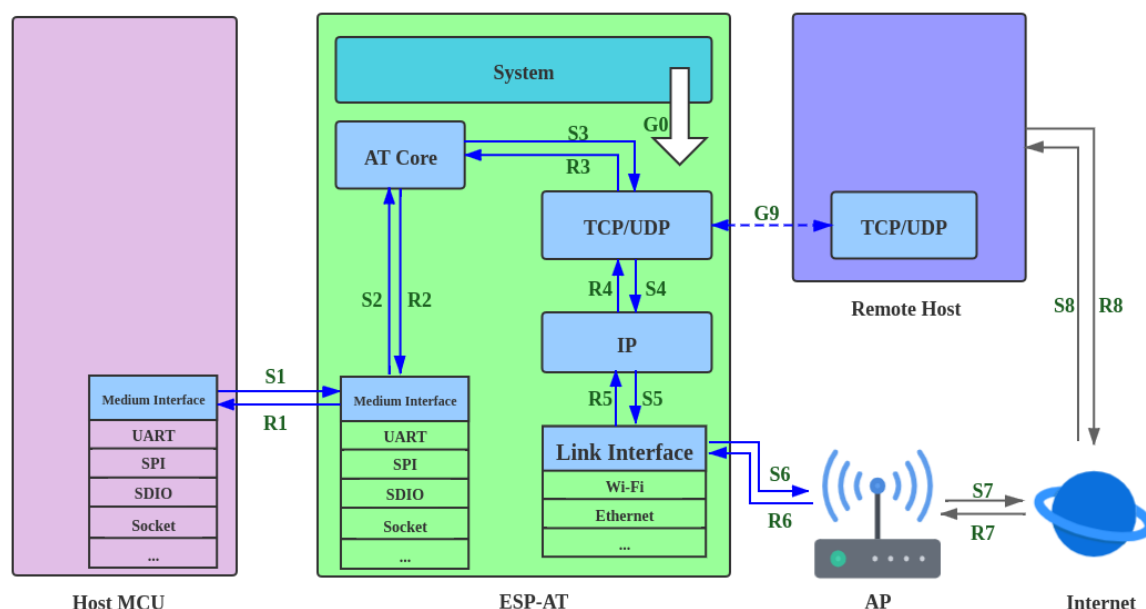 System
G0
AT Core
S3
R3
TCP/UDP
G9
TCP/UDP
S2
R2
R4
S4
Remote Host
S8
R8
IP
S1
R1
Medium Interface
UART
SPI
SDIO
Socket
...
Medium Interface
UART
SPI
SDIO
Socket
...
R5
S5
Link Interface
Wi-Fi
Ethernet
...
S6
R6
S7
R7
Host MCU
ESP-AT
AP
Internet